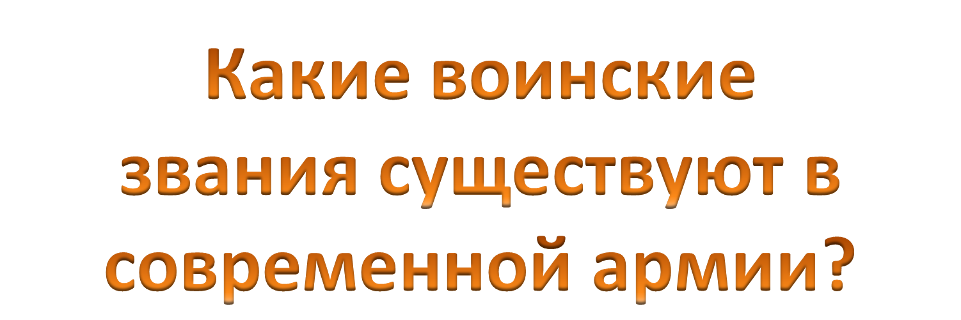 Какие воинские
звания существуют в
современной армии?